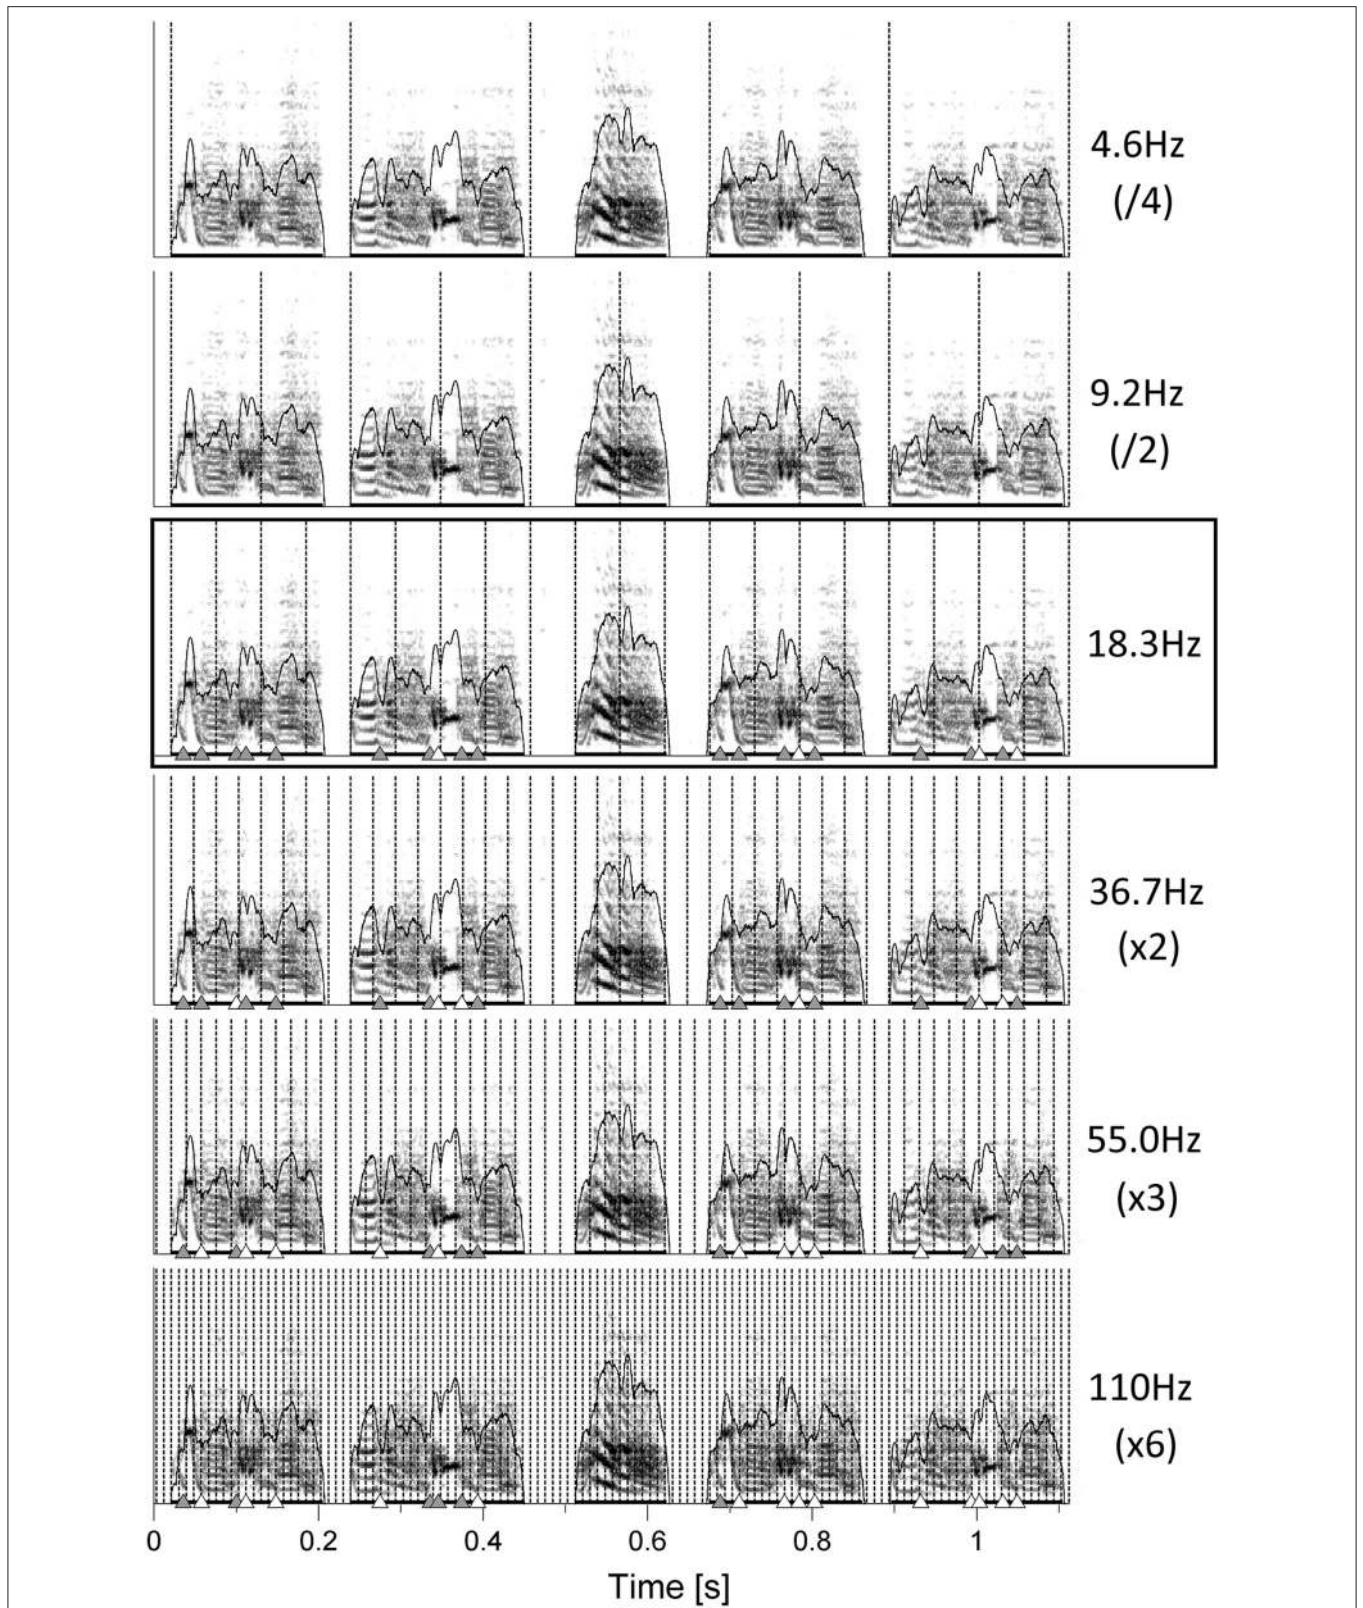 4.6Hz
(/4)
9.2Hz
(/2)
18.3Hz
36.7Hz
(x2)
55.0Hz
(x3)
110Hz
(x6)
0 0.2 0.4 0.6 0.8 1
Time [s]